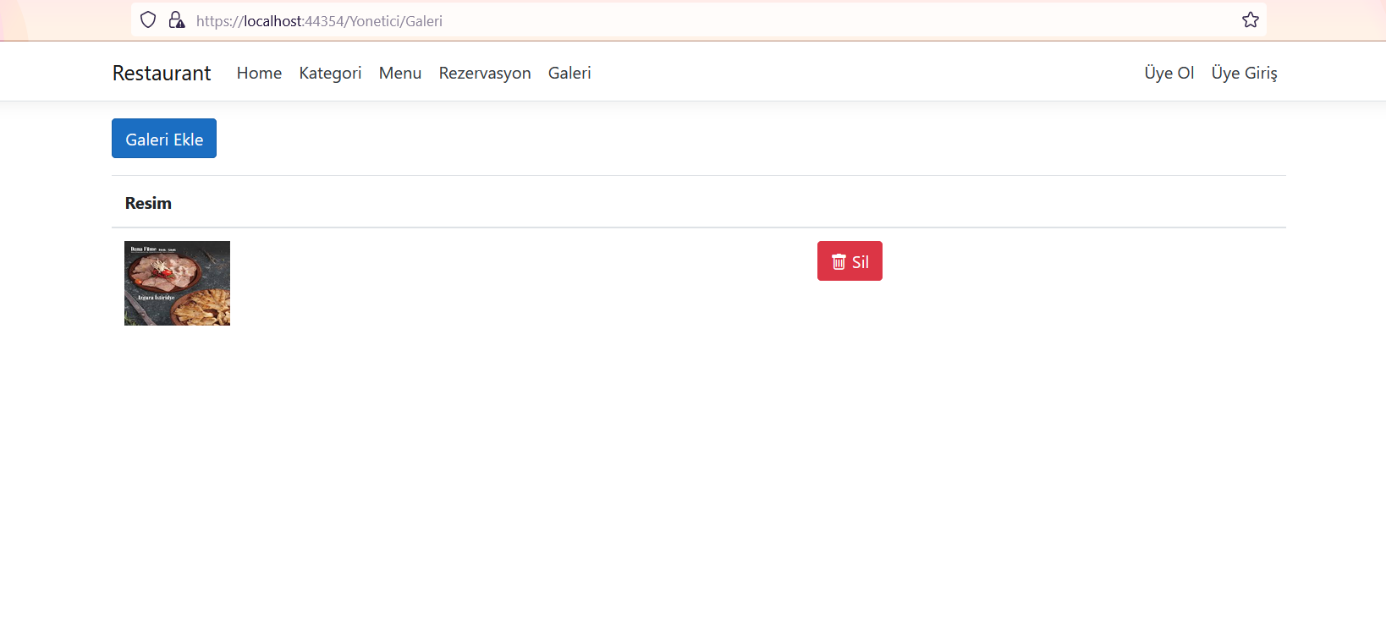 https://localhost:44354/Yonetici/Galeri
Restaurant Home Kategori Menu Rezervasyon Galeri Üye Ol Üye Giriş
Galeri Ekle
Resim
Sil